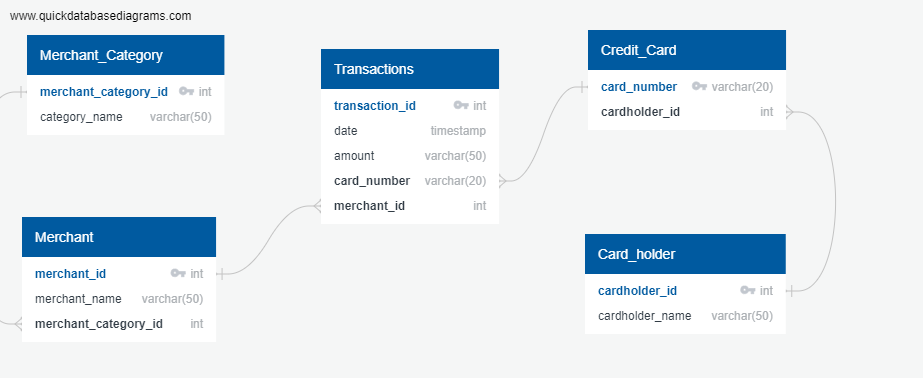 www.quickdatabasediagrams.com
Merchant_Category
merchant_category_id int
category_name varchar(50)
Transactions
transaction_id int
date timestamp
amount varchar(50)
card_number varchar(20)
merchant_id int
Credit_Card
card_number varchar(20)
cardholder_id int
Merchant
merchant_id int
merchant_name varchar(50)
merchant_category_id int
Card_holder
cardholder_id int
cardholder_name varchar(50)